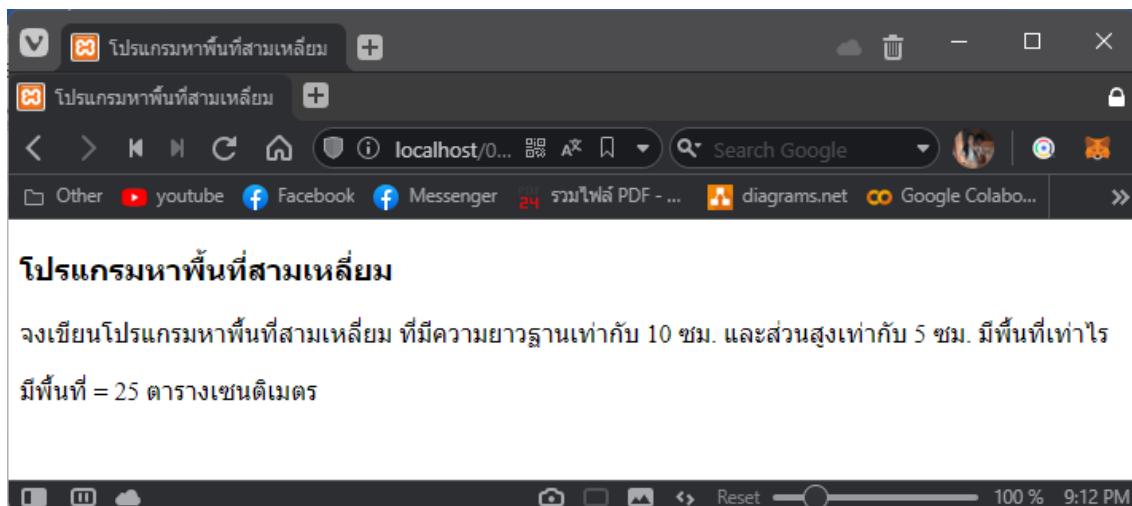 โปรแกรมหาพื้นที่สามเหลี่ยม
โปรแกรมหาพื้นที่สามเหลี่ยม
localhost/0... Search Google
Other youtube Facebook Messenger PDF 24 รวมไฟล์ PDF - ... diagrams.net Google Colabo...
โปรแกรมหาพื้นที่สามเหลี่ยม
จงเขียนโปรแกรมหาพื้นที่สามเหลี่ยม ที่มีความยาวฐานเท่ากับ 10 ซม. และส่วนสูงเท่ากับ 5 ซม. มีพื้นที่เท่าไร
มีพื้นที่ = 25 ตารางเซนติเมตร
Reset 100 % 9:12 PM